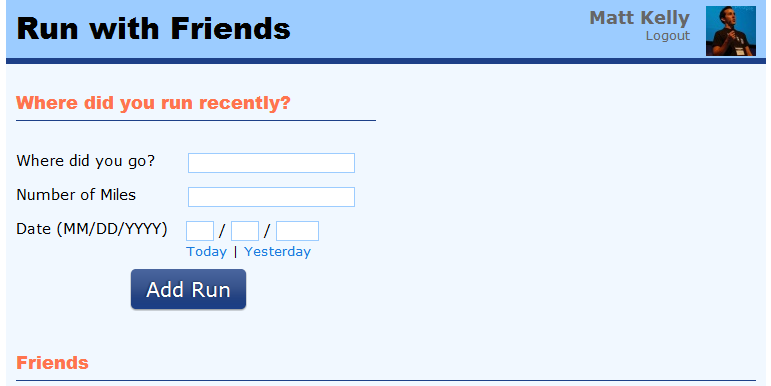 Run with Friends
Matt Kelly
Logout
Where did you run recently?
Where did you go?
Number of Miles
Date (MM/DD/YYYY) / /
Today | Yesterday
Add Run
Friends